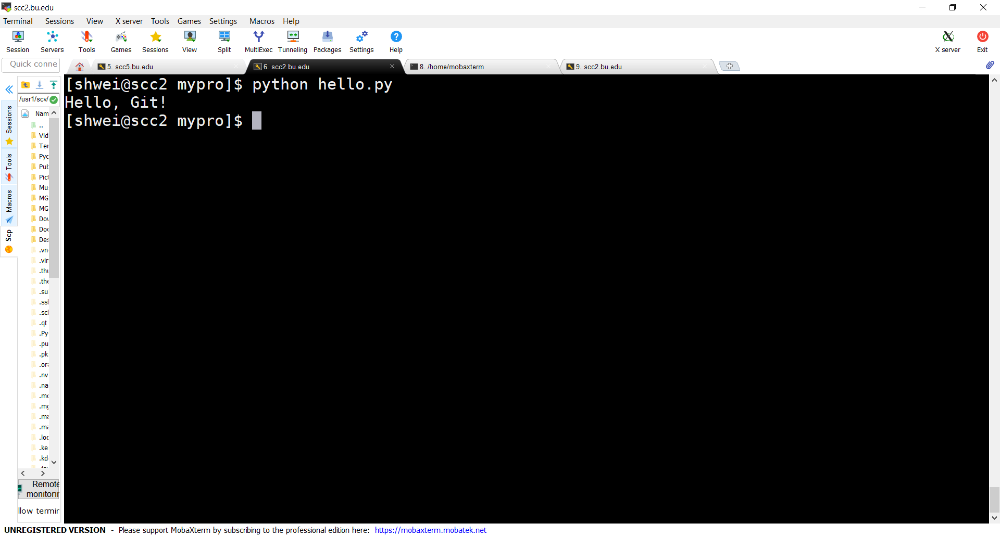 scc2.bu.edu
Terminal Sessions View X server Tools Games Settings Macros Help
Session Servers Tools Games Sessions View Split MultiExec Tunneling Packages Settings Help X server Exit
Quick conne
5. scc5.bu.edu
6. scc2.bu.edu
8. /home/mobaxterm
9. scc2.bu.edu
[shwei@scc2 mypro]$ python hello.py
Hello, Git!
[shwei@scc2 mypro]$
/usr1/scv/
Sessions
Tools
Macros
Scp
Nam
..
Vid
Ter
Pyc
Pub
Pict
Mu
MG
MG
Dov
Doc
Des
.vn
.vir
.thu
.the
.su
.ssl
.scl
.qt
.Py
.pu
.pk
.ora
.nv
.na
.mo
.mg
.ma
.ma
.loc
.ke
.kd
Remote
monitorin
llow termin
UNREGISTERED VERSION - Please support MobaXterm by subscribing to the professional edition here: https://mobaxterm.mobatek.net